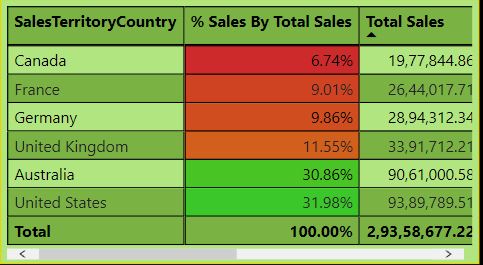 SalesTerritoryCountry % Sales By Total Sales Total Sales
Canada 6.74% 19,77,844.86
France 9.01% 26,44,017.71
Germany 9.86% 28,94,312.34
United Kingdom 11.55% 33,91,712.21
Australia 30.86% 90,61,000.58
United States 31.98% 93,89,789.51
Total 100.00% 2,93,58,677.22